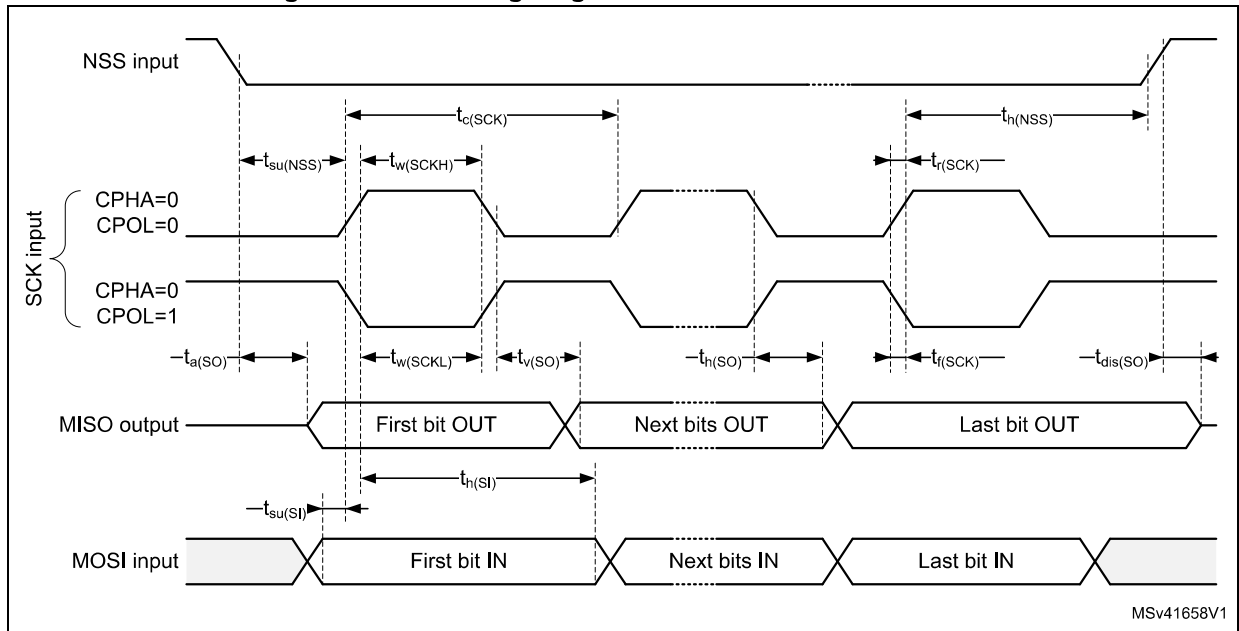 NSS input
tc(SCK)
th(NSS)
tsu(NSS)
tw(SCKH)
tr(SCK)
SCK input
CPHA=0
CPOL=0
CPHA=0
CPOL=1
ta(SO)
tw(SCKL)
tv(SO)
th(SO)
tf(SCK)
tdis(SO)
MISO output
First bit OUT
Next bits OUT
Last bit OUT
th(SI)
tsu(SI)
MOSI input
First bit IN
Next bits IN
Last bit IN
MSv41658V1